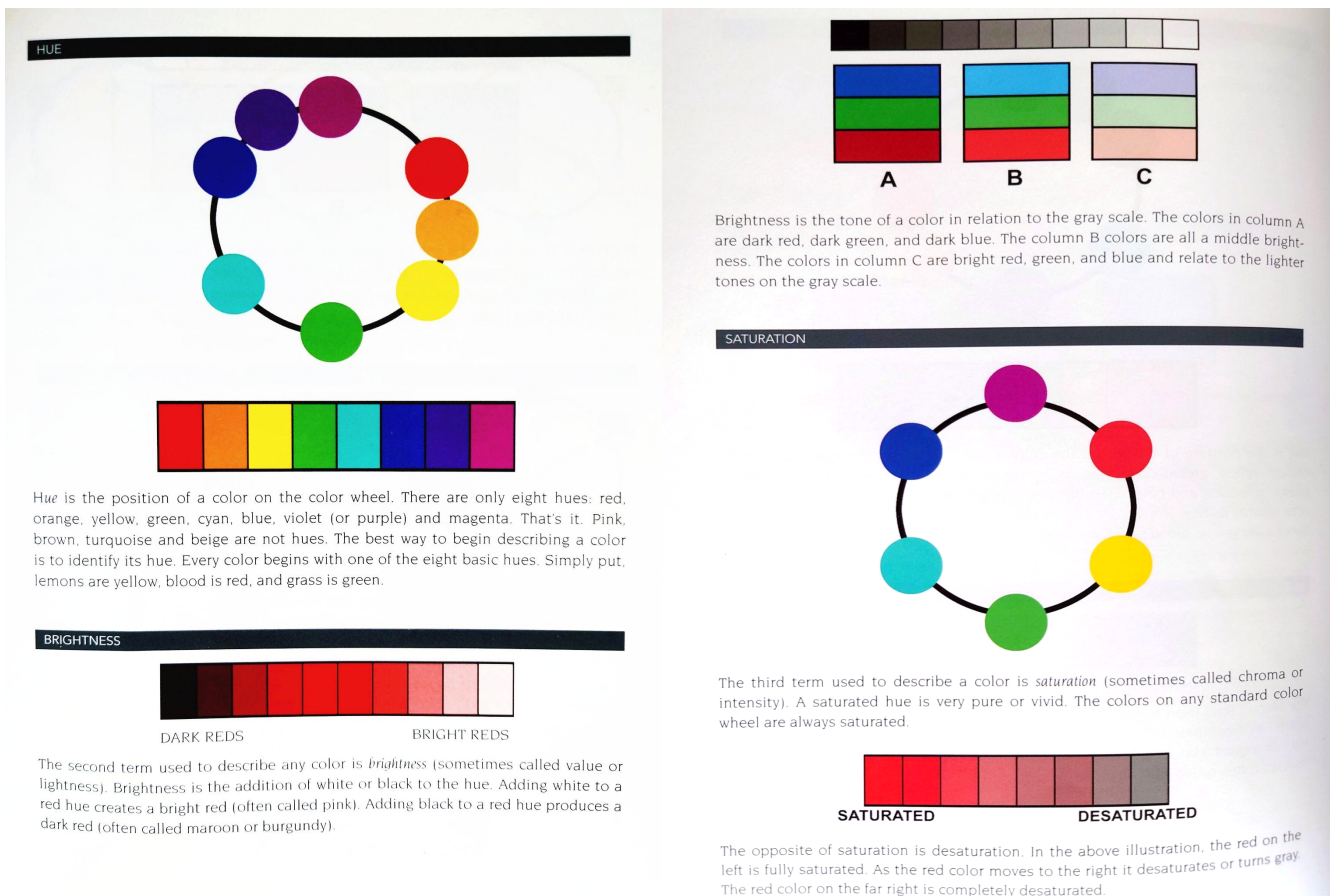 HUE
Hue is the position of a color on the color wheel. There are only eight hues: red,
orange, yellow, green, cyan, blue, violet (or purple) and magenta. That's it. Pink,
brown, turquoise and beige are not hues. The best way to begin describing a color
is to identify its hue. Every color begins with one of the eight basic hues. Simply put,
lemons are yellow, blood is red, and grass is green.
BRIGHTNESS
DARK REDS BRIGHT REDS
The second term used to describe any color is brightness (sometimes called value or
lightness). Brightness is the addition of white or black to the hue. Adding white to a
red hue creates a bright red (often called pink). Adding black to a red hue produces a
dark red (often called maroon or burgundy).
A B C
Brightness is the tone of a color in relation to the gray scale. The colors in column A
are dark red, dark green, and dark blue. The column B colors are all a middle bright-
ness. The colors in column C are bright red, green, and blue and relate to the lighter
tones on the gray scale.
SATURATION
The third term used to describe a color is saturation (sometimes called chroma or
intensity). A saturated hue is very pure or vivid. The colors on any standard color
wheel are always saturated.
SATURATED DESATURATED
The opposite of saturation is desaturation. In the above illustration, the red on the
left is fully saturated. As the red color moves to the right it desaturates or turns gray.
The red color on the far right is completely desaturated.